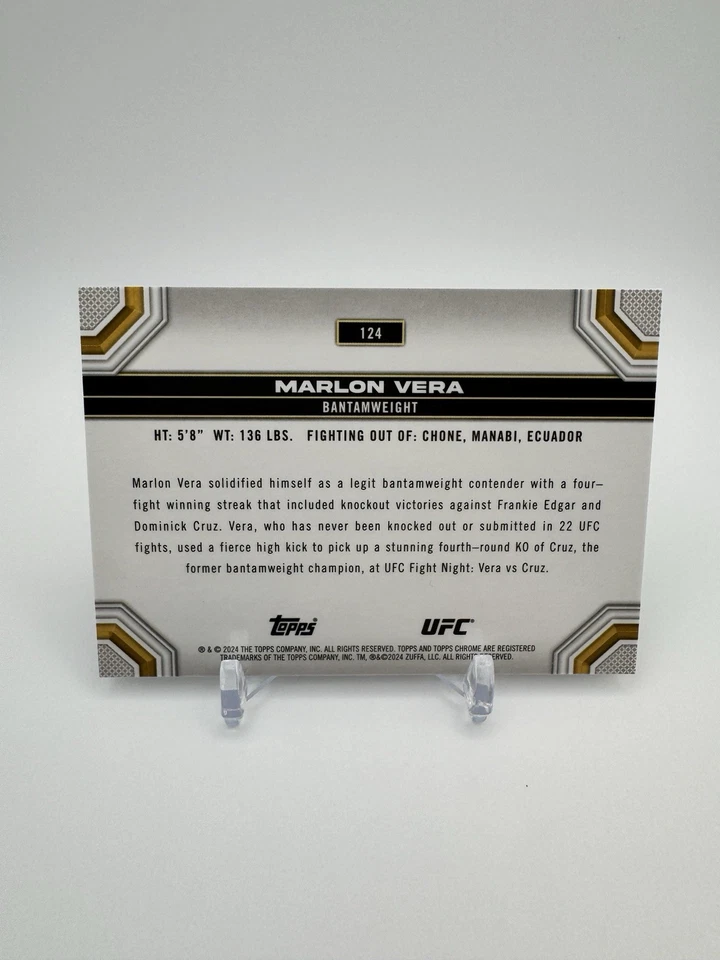 124
MARLON VERA
BANTAMWEIGHT
HT: 5'8" WT: 136 LBS. FIGHTING OUT OF: CHONE, MANABI, ECUADOR
Marlon Vera solidified himself as a legit bantamweight contender with a four–
fight winning streak that included knockout victories against Frankie Edgar and
Dominick Cruz. Vera, who has never been knocked out or submitted in 22 UFC
fights, used a fierce high kick to pick up a stunning fourth–round KO of Cruz, the
former bantamweight champion, at UFC Fight Night: Vera vs Cruz.
topps UFC
® & © 2024 THE TOPPS COMPANY, INC. ALL RIGHTS RESERVED. TOPPS AND TOPPS CHROME ARE REGISTERED
TRADEMARKS OF THE TOPPS COMPANY, INC. TM, ®&©2024 ZUFFA, LLC. ALL RIGHTS